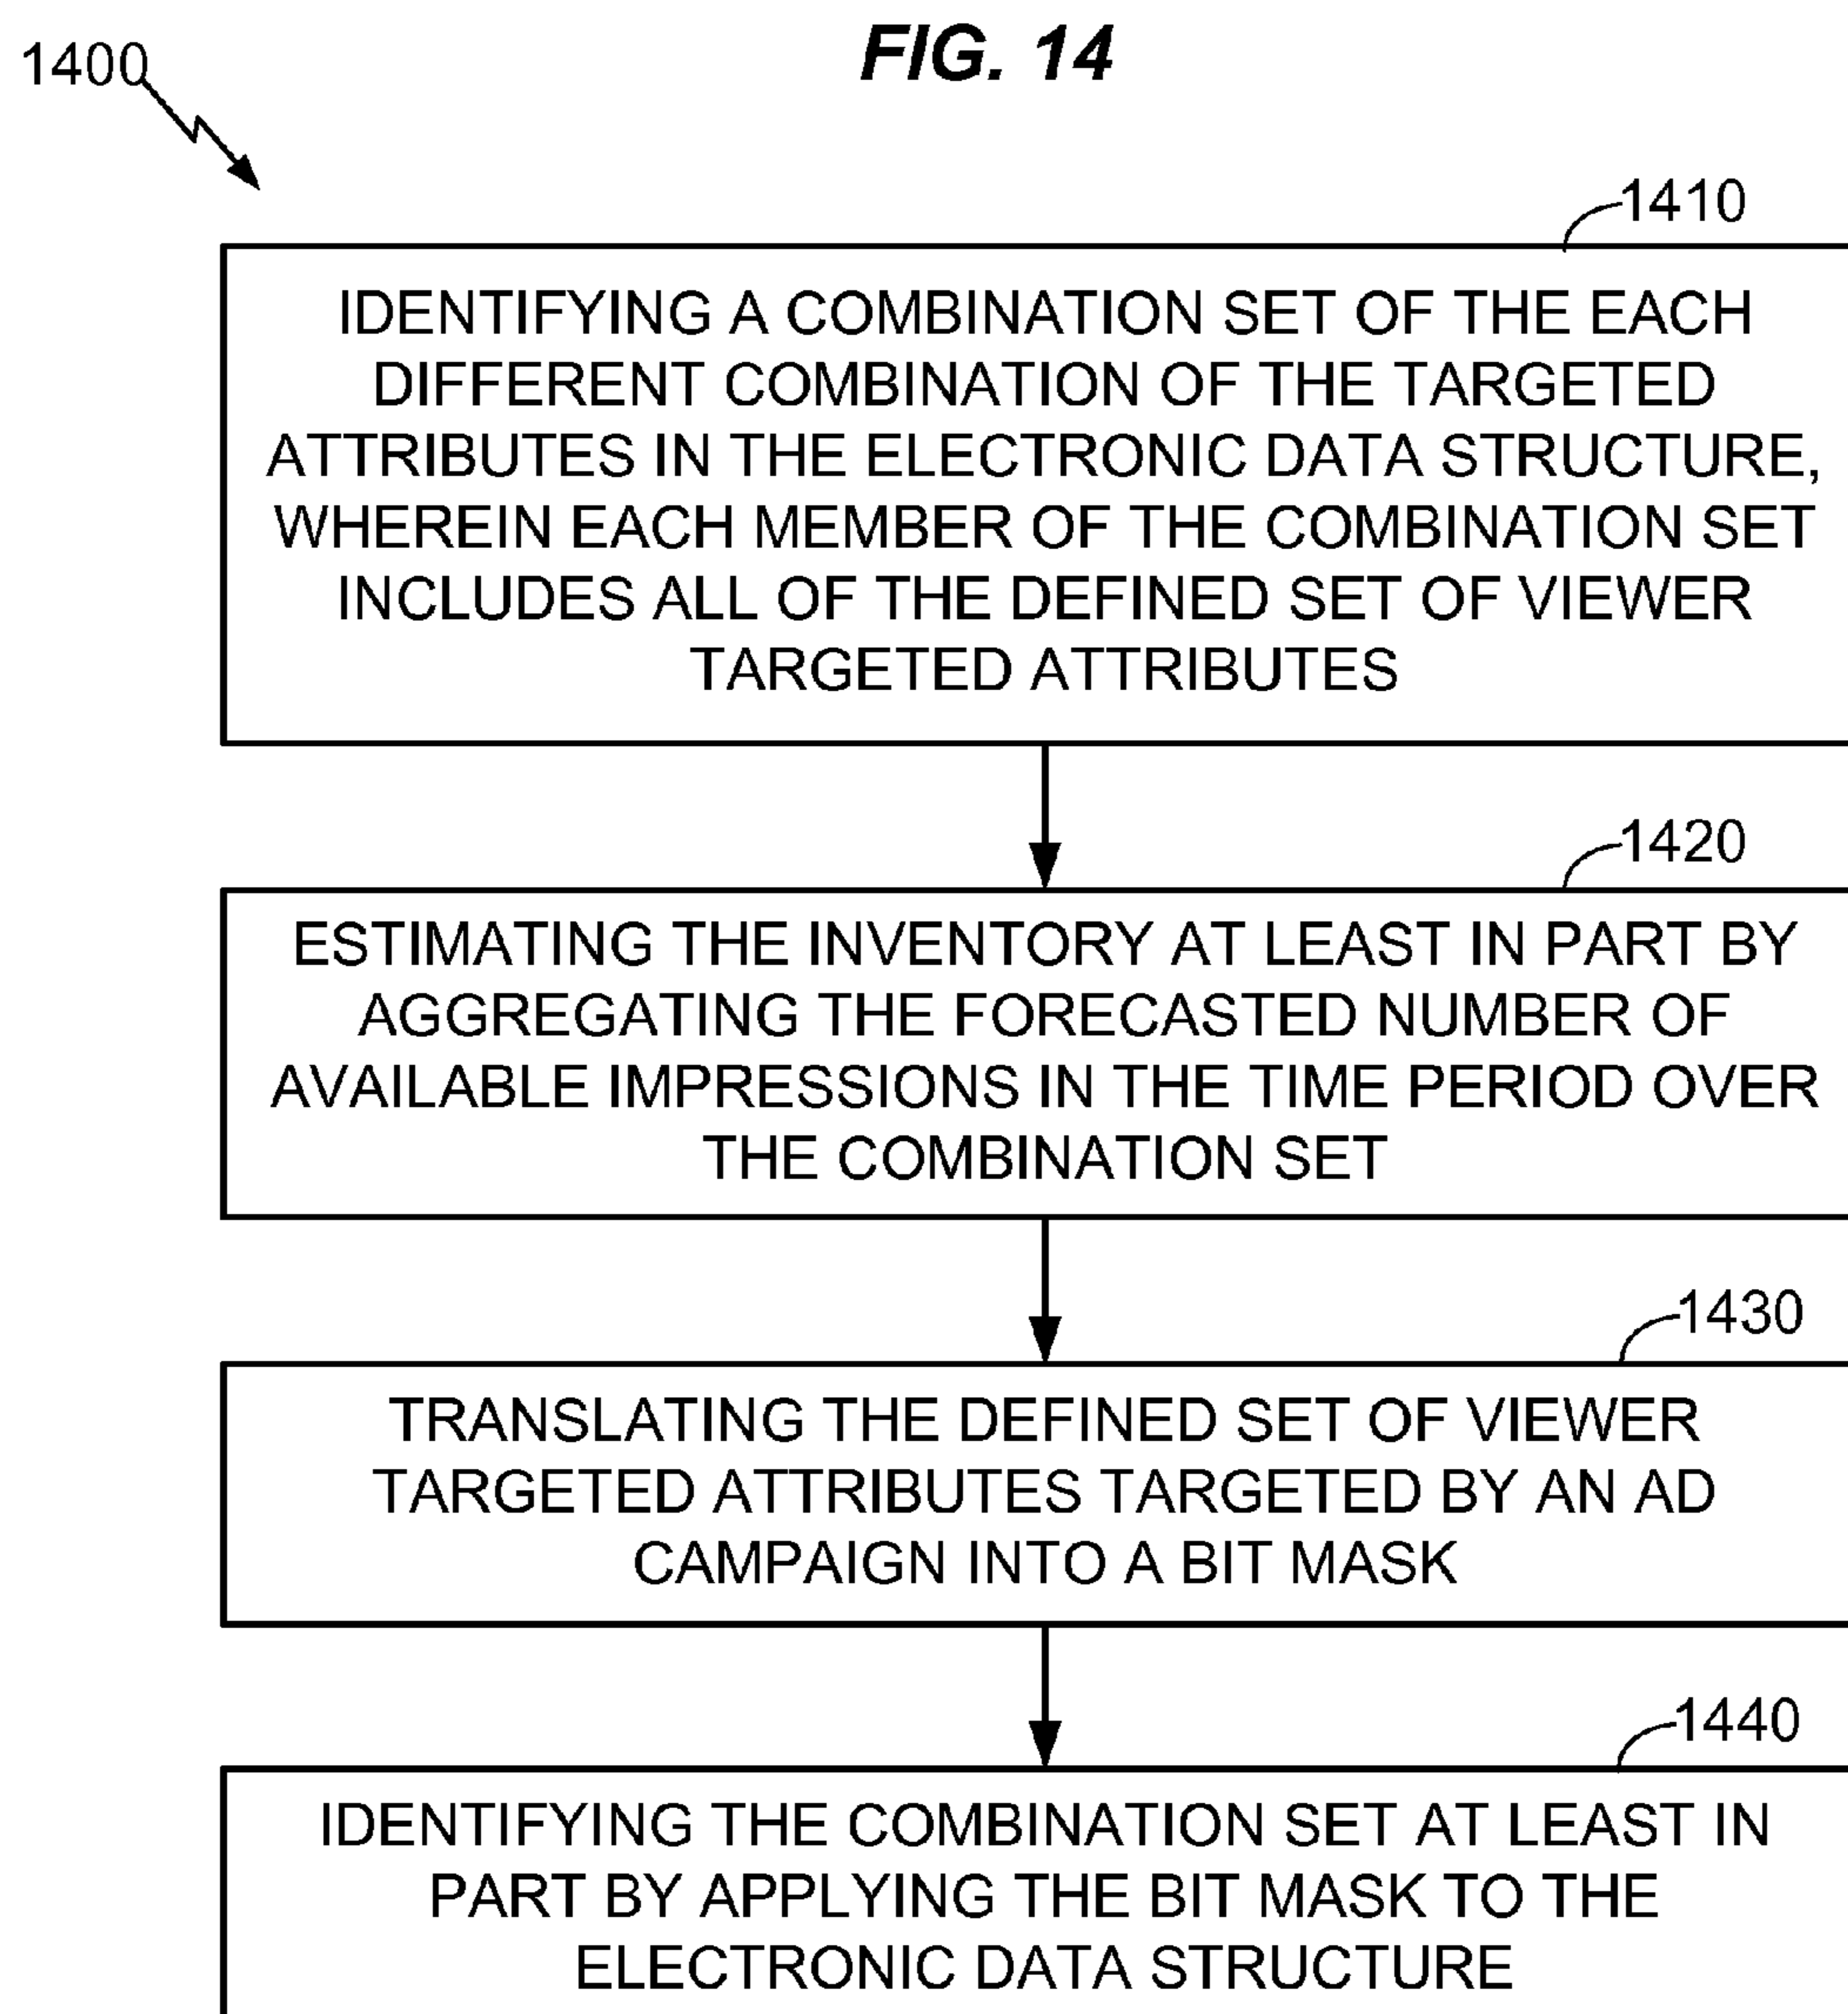 FIG. 14
1400
1410
IDENTIFYING A COMBINATION SET OF THE EACH
DIFFERENT COMBINATION OF THE TARGETED
ATTRIBUTES IN THE ELECTRONIC DATA STRUCTURE,
WHEREIN EACH MEMBER OF THE COMBINATION SET
INCLUDES ALL OF THE DEFINED SET OF VIEWER
TARGETED ATTRIBUTES
1420
ESTIMATING THE INVENTORY AT LEAST IN PART BY
AGGREGATING THE FORECASTED NUMBER OF
AVAILABLE IMPRESSIONS IN THE TIME PERIOD OVER
THE COMBINATION SET
1430
TRANSLATING THE DEFINED SET OF VIEWER
TARGETED ATTRIBUTES TARGETED BY AN AD
CAMPAIGN INTO A BIT MASK
1440
IDENTIFYING THE COMBINATION SET AT LEAST IN
PART BY APPLYING THE BIT MASK TO THE
ELECTRONIC DATA STRUCTURE